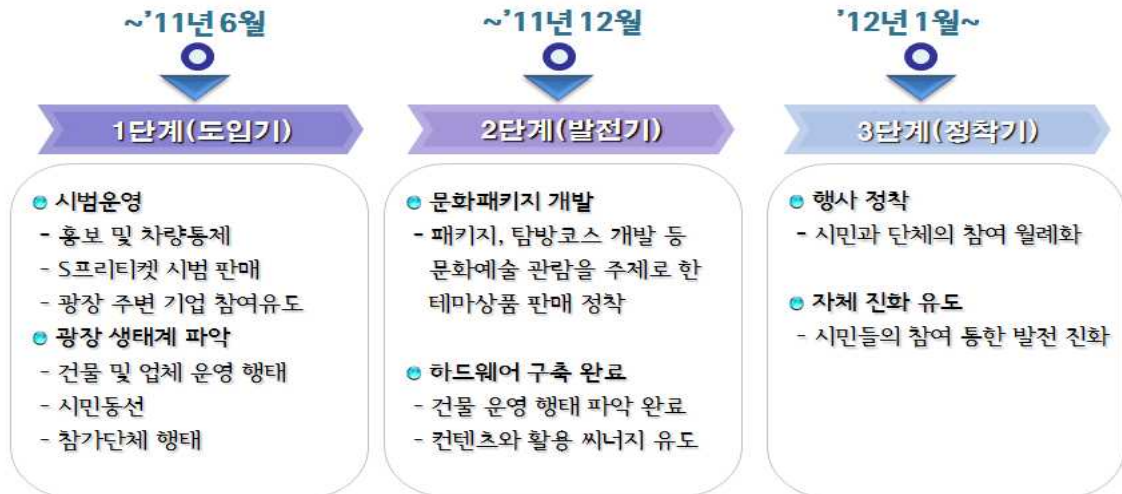 ~’11년 6월
1단계(도입기)
시범운영
- 홍보 및 차량통제
- S프리티켓 시범 판매
- 광장 주변 기업 참여유도
광장 생태계 파악
- 건물 및 업체 운영 행태
- 시민동선
- 참가단체 행태
~’11년 12월
2단계(발전기)
문화패키지 개발
- 패키지, 탐방코스 개발 등
문화예술 관람을 주제로 한
테마상품 판매 정착
하드웨어 구축 완료
- 건물 운영 행태 파악 완료
- 컨텐츠와 활용 씨너지 유도
’12년 1월~
3단계(정착기)
행사 정착
- 시민과 단체의 참여 월례화
자체 진화 유도
- 시민들의 참여 통한 발전 진화